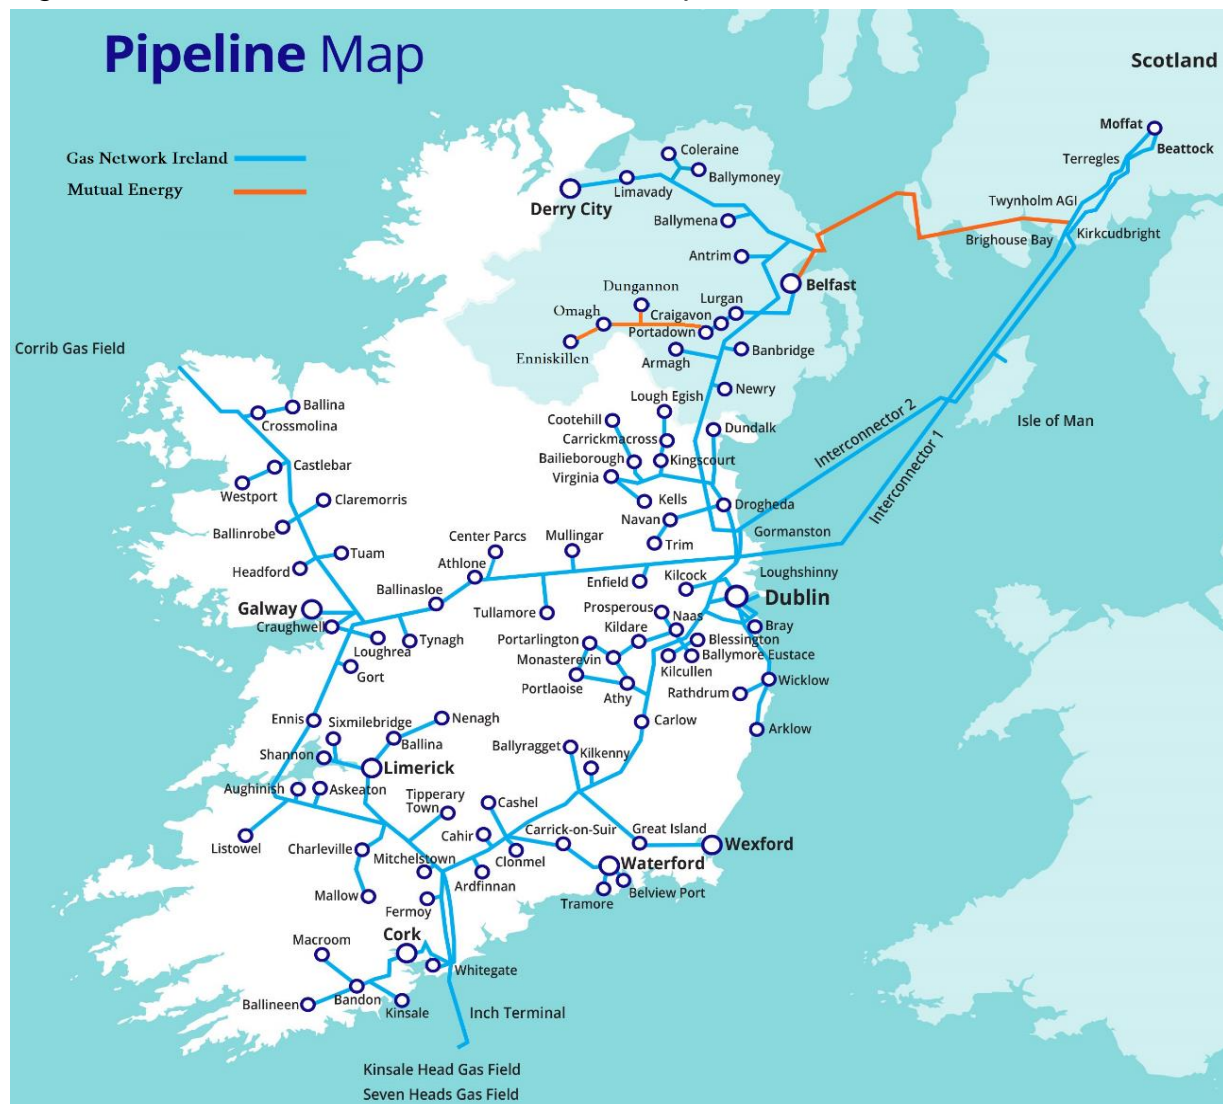 Pipeline Map
Scotland
Gas Network Ireland
Mutual Energy
Moffat
Beattock
Terregles
Twynholm AGI
Brighouse Bay
Kirkcudbright
Coleraine
Ballymoney
Limavady
Derry City
Ballymena
Antrim
Belfast
Dungannon
Lurgan
Omagh
Craigavon
Portadown
Enniskillen
Armagh
Banbridge
Newry
Corrib Gas Field
Ballina
Crossmolina
Lough Egish
Cootehill
Dundalk
Carrickmacross
Bailieborough
Kingscourt
Virginia
Kells
Drogheda
Navan
Trim
Gormanston
Interconnector 2
Interconnector 1
Isle of Man
Castlebar
Westport
Claremorris
Ballinrobe
Tuam
Headford
Center Parcs
Mullingar
Athlone
Ballinasloe
Enfield
Kilcock
Loughshinny
Dublin
Galway
Craughwell
Loughrea
Tynagh
Gort
Tullamore
Prosperous
Naas
Kildare
Portarlington
Monasterevin
Blessington
Bray
Ballymore Eustace
Kilcullen
Portlaoise
Athy
Rathdrum
Wicklow
Carlow
Arklow
Ennis
Sixmilebridge
Nenagh
Shannon
Ballina
Limerick
Ballyragget
Kilkenny
Aughinish
Askeaton
Tipperary
Town
Cashel
Listowel
Charleville
Cahir
Carrick-on-Suir
Great Island
Wexford
Mitchelstown
Clonmel
Waterford
Ardfinnan
Mallow
Fermoy
Tramore
Belview Port
Cork
Macroom
Whitegate
Ballineen
Bandon
Kinsale
Inch Terminal
Kinsale Head Gas Field
Seven Heads Gas Field